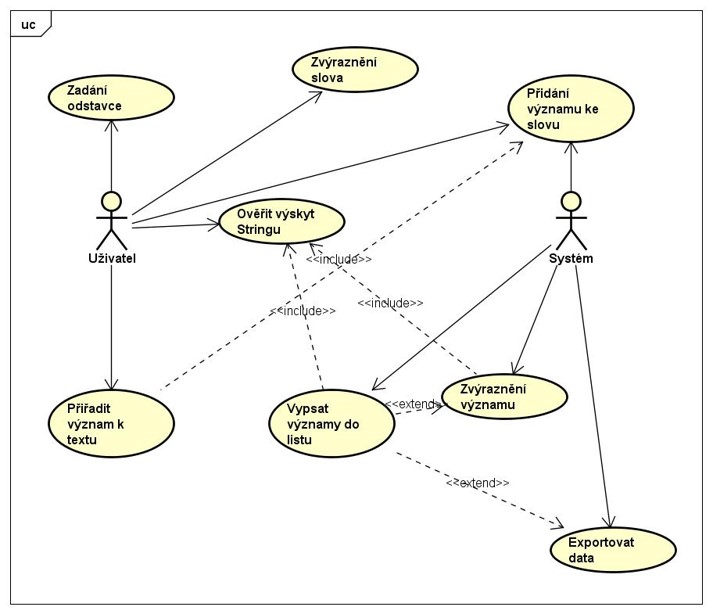 uc
Zvýraznění
slova
Zadání
odstavce
Přidání
významu ke
slovu
Ověřit výskyt
Stringu
Uživatel
Systém
<<include>>
<<include>>
<<include>>
Přiřadit
význam k
textu
Vypsat
významy do
listu
<<extend>>
Zvýraznění
významu
<<extend>>
Exportovat
data